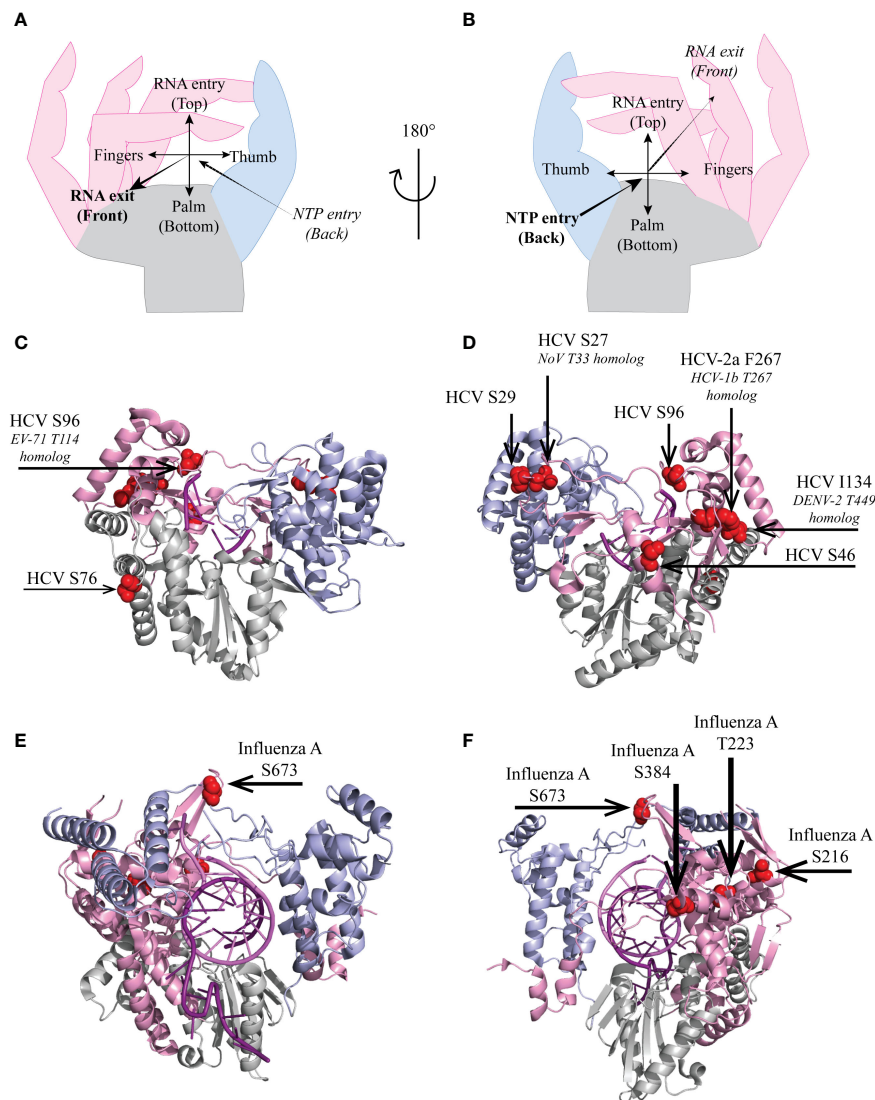 A
B
RNA entry
(Top)
Fingers
Thumb
RNA exit
(Front)
Palm
(Bottom)
NTP entry
(Back)
180°
RNA exit
(Front)
RNA entry
(Top)
Thumb
Fingers
NTP entry
(Back)
Palm
(Bottom)
C
HCV S96
EV-71 T114
homolog
HCV S76
D
HCV S27
NoV T33 homolog
HCV-2a F267
HCV-1b T267
homolog
HCV S29
HCV S96
HCV I134
DENV-2 T449
homolog
HCV S46
E
Influenza A
S673
F
Influenza A
T223
Influenza A
S384
Influenza A
S673
Influenza A
S216